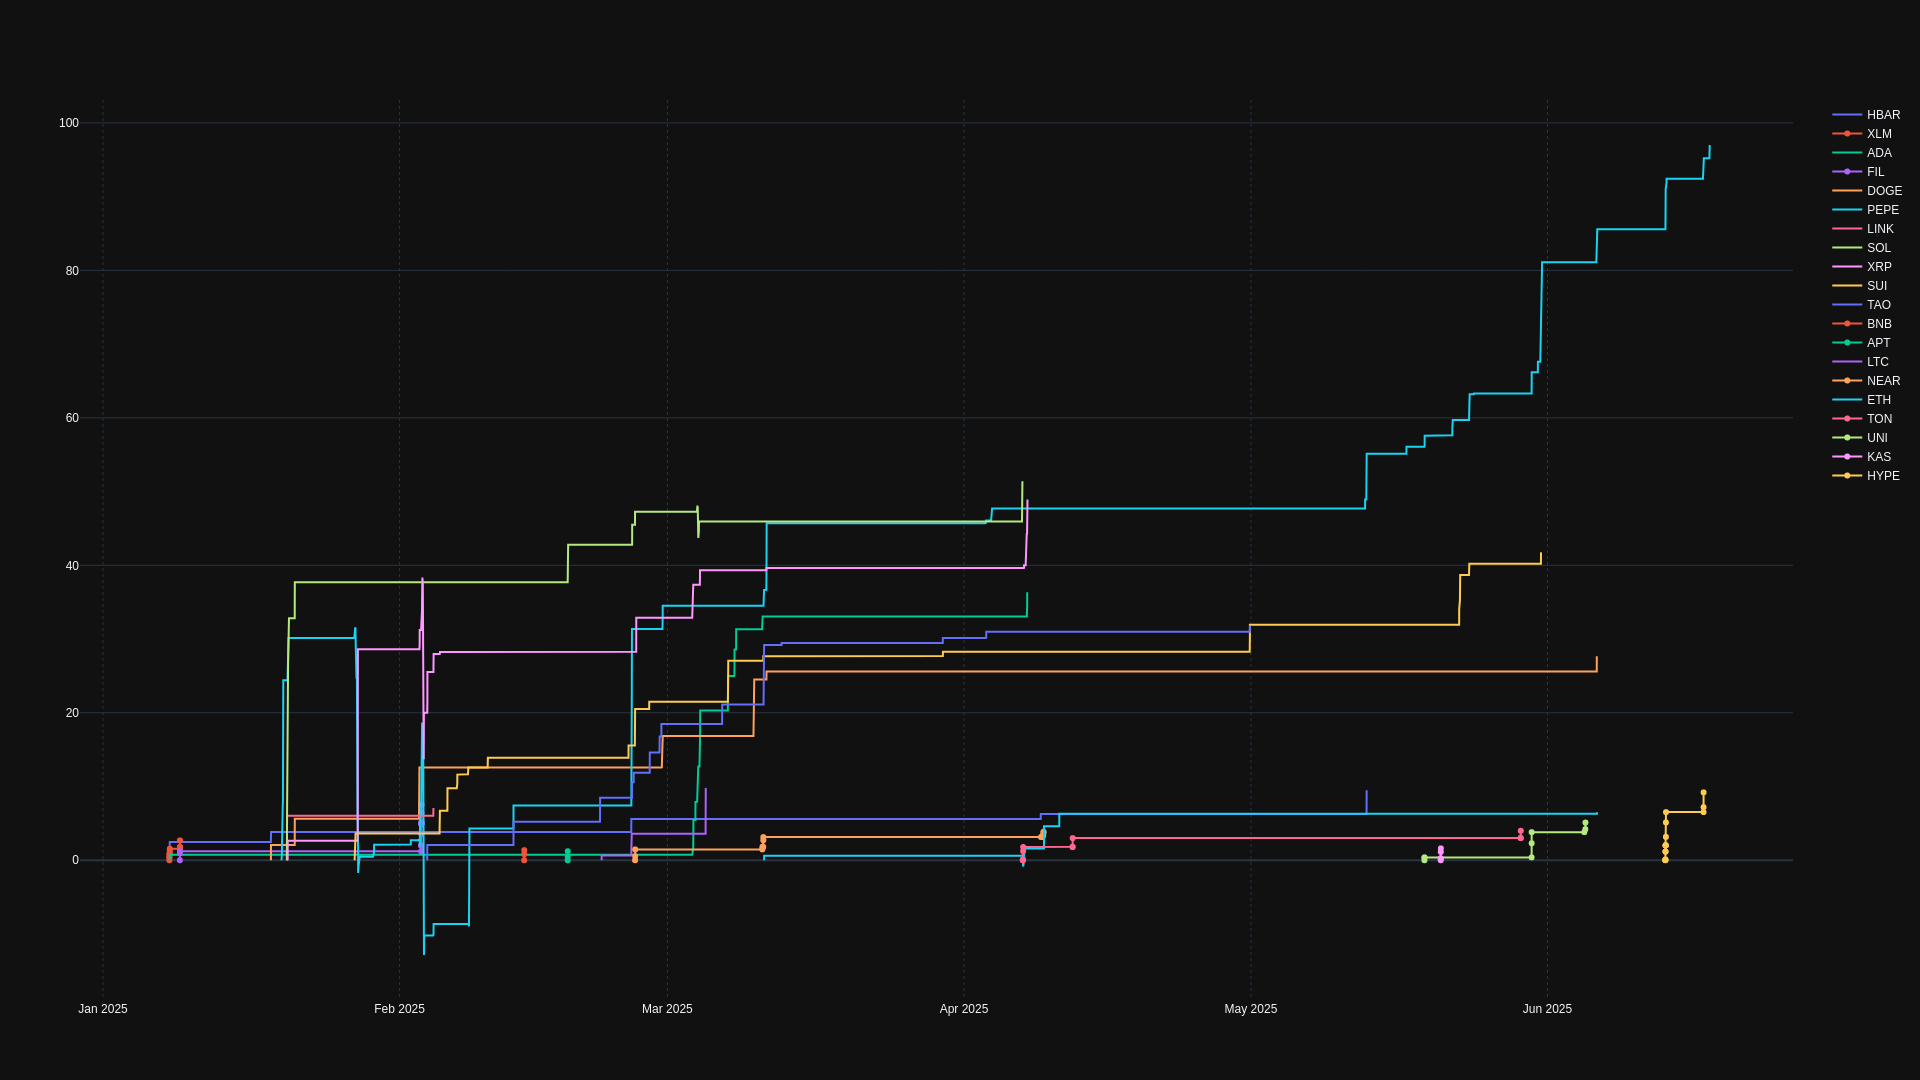 100
80
60
40
20
0
Jan 2025
Feb 2025
Mar 2025
Apr 2025
May 2025
Jun 2025
HBAR
XLM
ADA
FIL
DOGE
PEPE
LINK
SOL
XRP
SUI
TAO
BNB
APT
LTC
NEAR
ETH
TON
UNI
KAS
HYPE